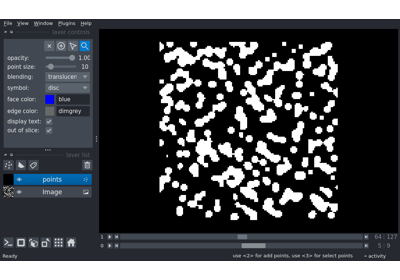 File View Window Plugins Help
layer controls
opacity: 1.00
point size: 10
blending: translucen
symbol: disc
face color: blue
edge color: dimgrey
display text:
out of slice:
layer list
points
Image
1 64 127
0 5 9
Ready use <2> for add points, use <3> for select points activity